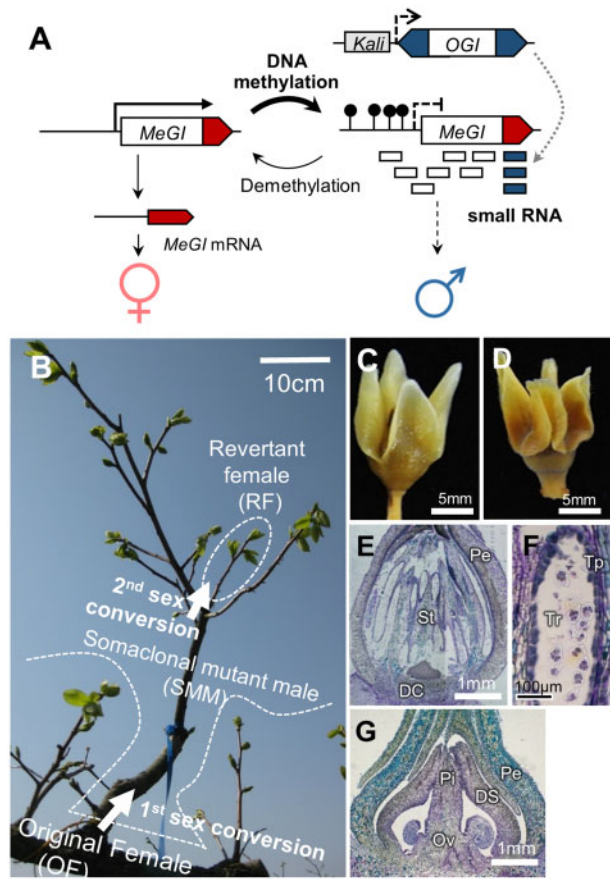 A
Kali
OGI
DNA
methylation
MeGI
MeGI
Demethylation
small RNA
MeGI mRNA
♀
♂
B
10cm
Revertant
female
(RF)
2nd sex
conversion
Somaclonal mutant male
(SMM)
1st sex conversion
Original Female
(OF)
C
5mm
D
5mm
E
Pe
St
DC
1mm
F
Tp
Tr
100µm
G
Pi
Pe
DS
Ov
1mm